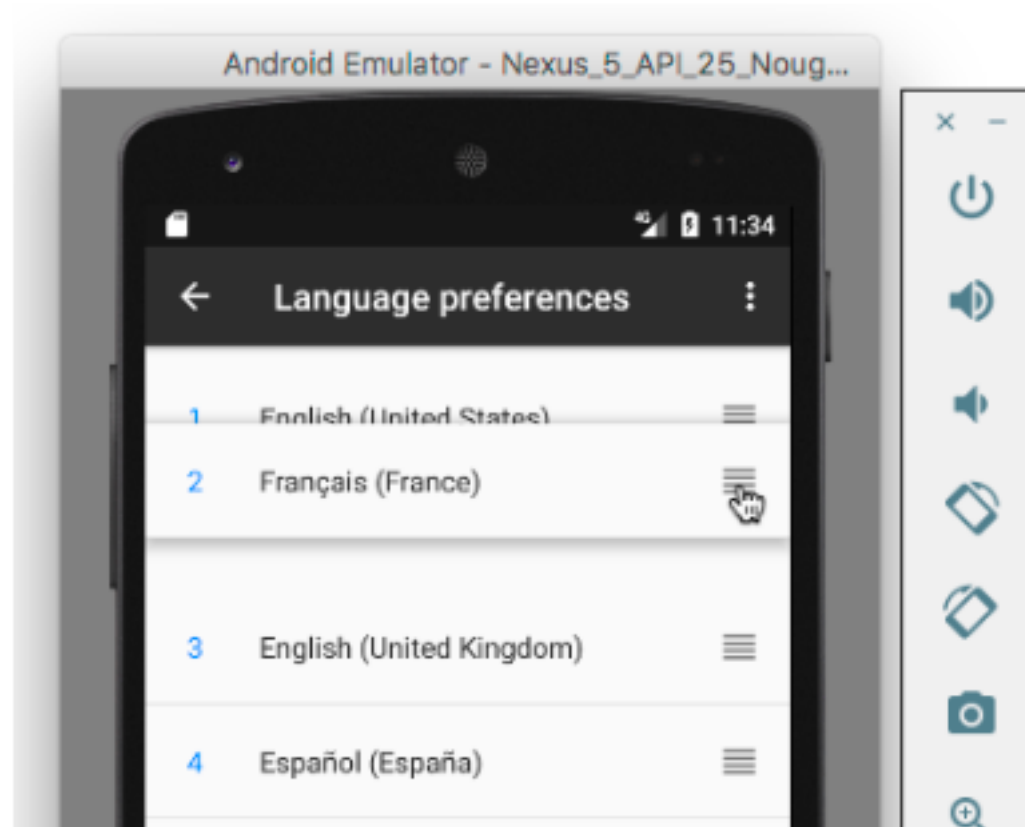 Android Emulator - Nexus_5_API_25_Noug...
4G 11:34
Language preferences
1 English (United States)
2 Français (France)
3 English (United Kingdom)
4 Español (España)